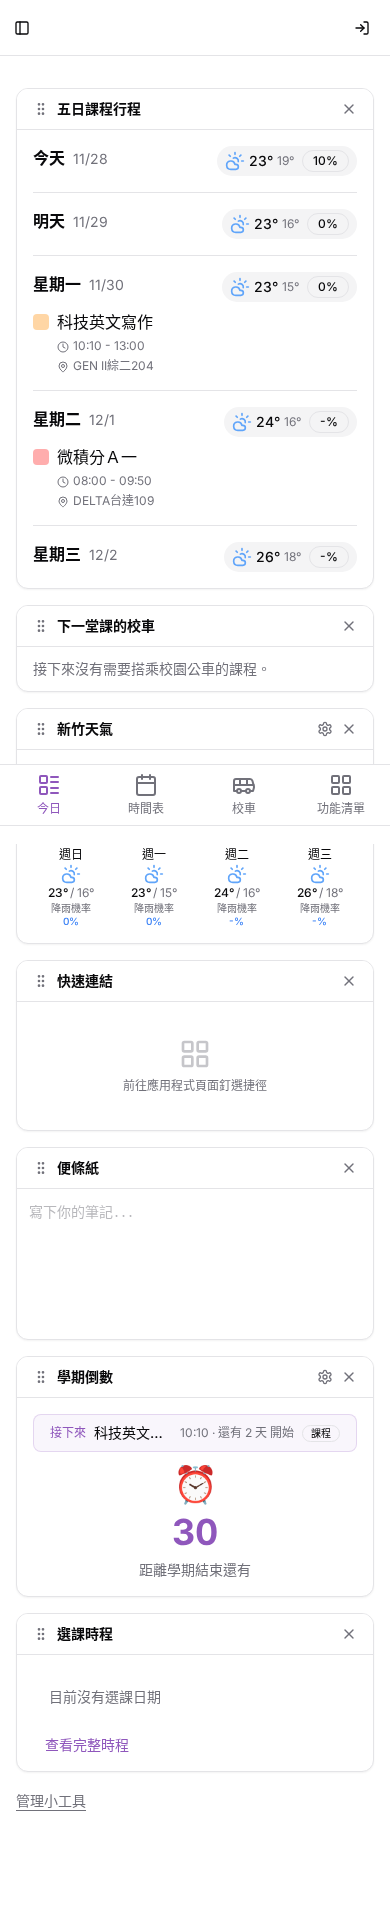 五日課程行程
今天 11/28 23° 19° 10%
明天 11/29 23° 16° 0%
星期一 11/30 23° 15° 0%
科技英文寫作
10:10 - 13:00
GEN II綜二204
星期二 12/1 24° 16° -%
微積分Ａ一
08:00 - 09:50
DELTA台達109
星期三 12/2 26° 18° -%
下一堂課的校車
接下來沒有需要搭乘校園公車的課程。
新竹天氣
今日 時間表 校車 功能清單
週日 週一 週二 週三
23° / 16° 23° / 15° 24° / 16° 26° / 18°
降雨機率 降雨機率 降雨機率 降雨機率
0% 0% -% -%
快速連結
前往應用程式頁面釘選捷徑
便條紙
寫下你的筆記...
學期倒數
接下來 科技英文… 10:10 · 還有 2 天 開始 課程
30
距離學期結束還有
選課時程
目前沒有選課日期
查看完整時程
管理小工具